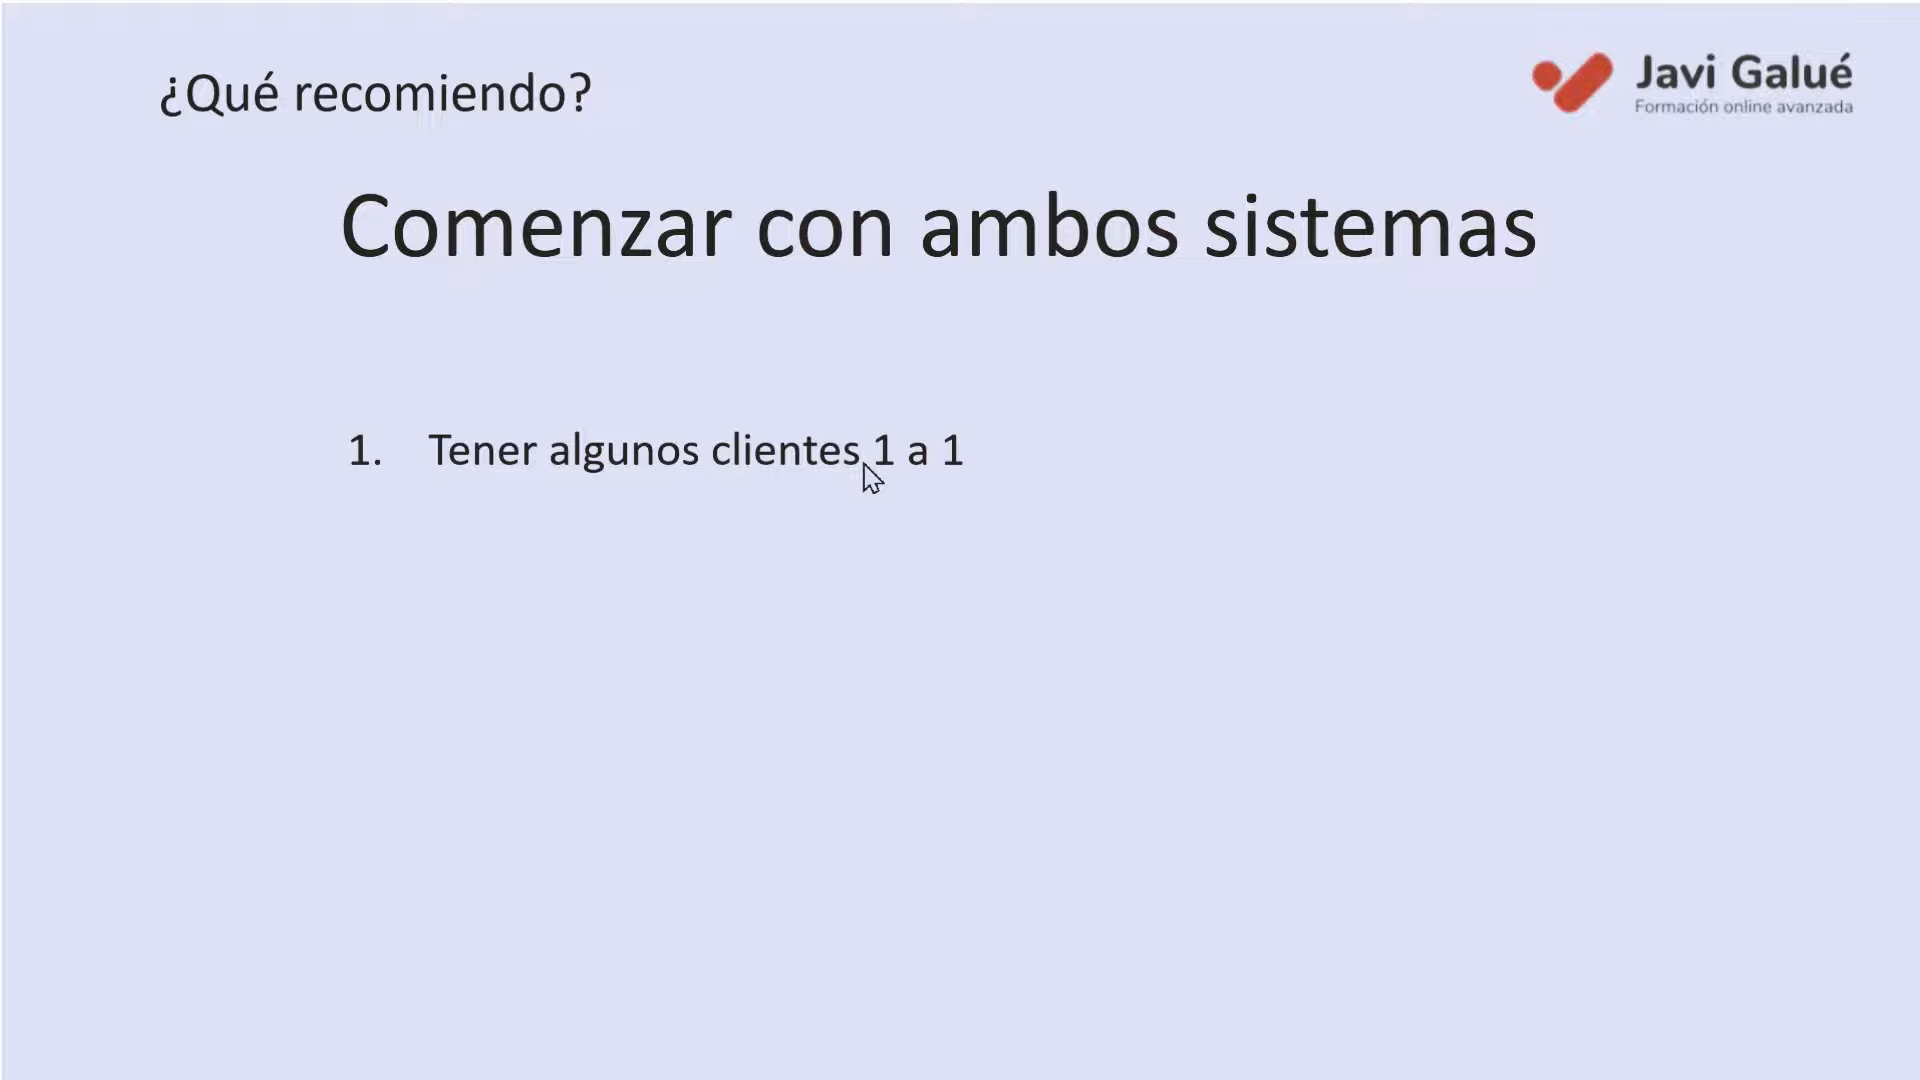 ¿Qué recomiendo?
Javi Galué
Formación online avanzada
Comenzar con ambos sistemas
1. Tener algunos clientes 1 a 1